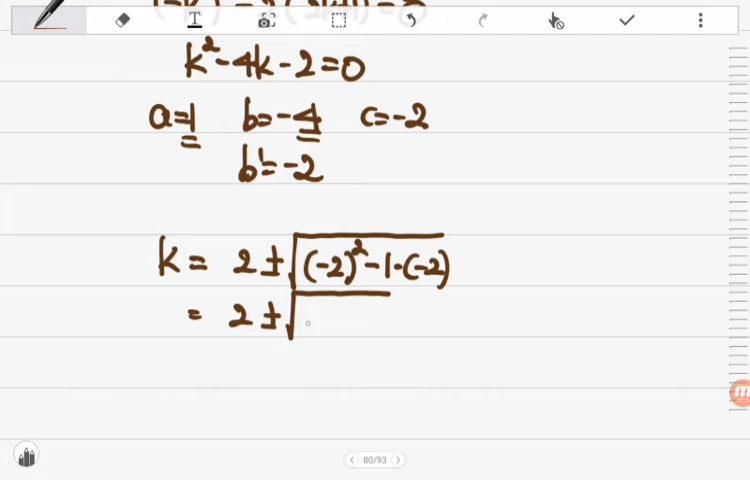 k² - 4k - 2 = 0
a=1 b=-4 c=-2
b'=-2
k = 2 ± √(-2)² - 1·(-2)
= 2 ± √
80/93